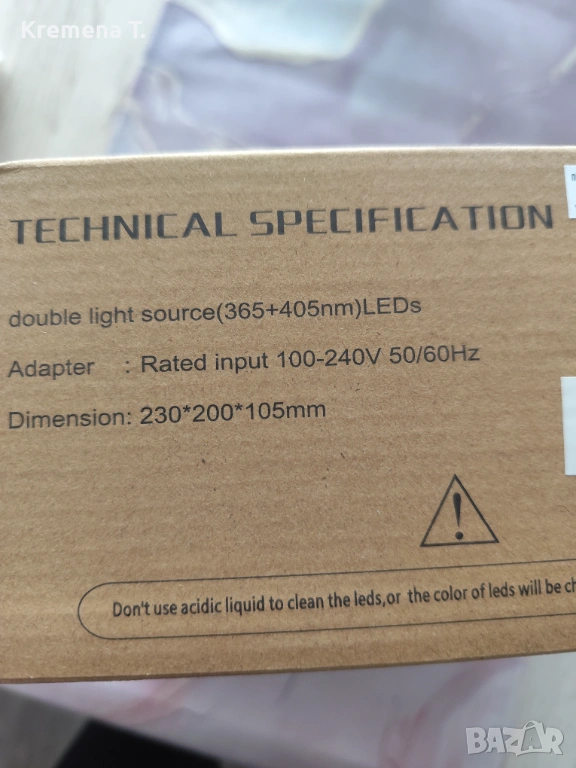 Kremena T.
TECHNICAL SPECIFICATION
double light source(365+405nm)LEDs
Adapter : Rated input 100-240V 50/60Hz
Dimension: 230*200*105mm
Don't use acidic liquid to clean the leds,or the color of leds will be
BAZAR